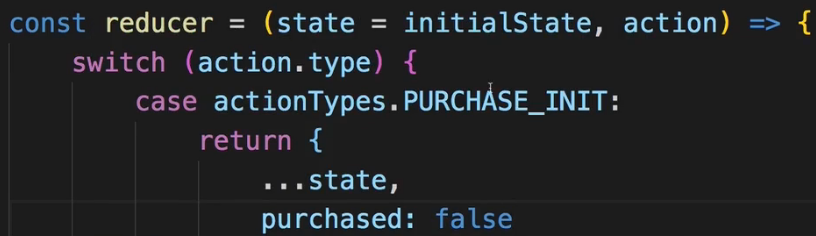 const reducer = (state = initialState, action) => {
switch (action.type) {
case actionTypes.PURCHASE_INIT:
return {
...state,
purchased: false